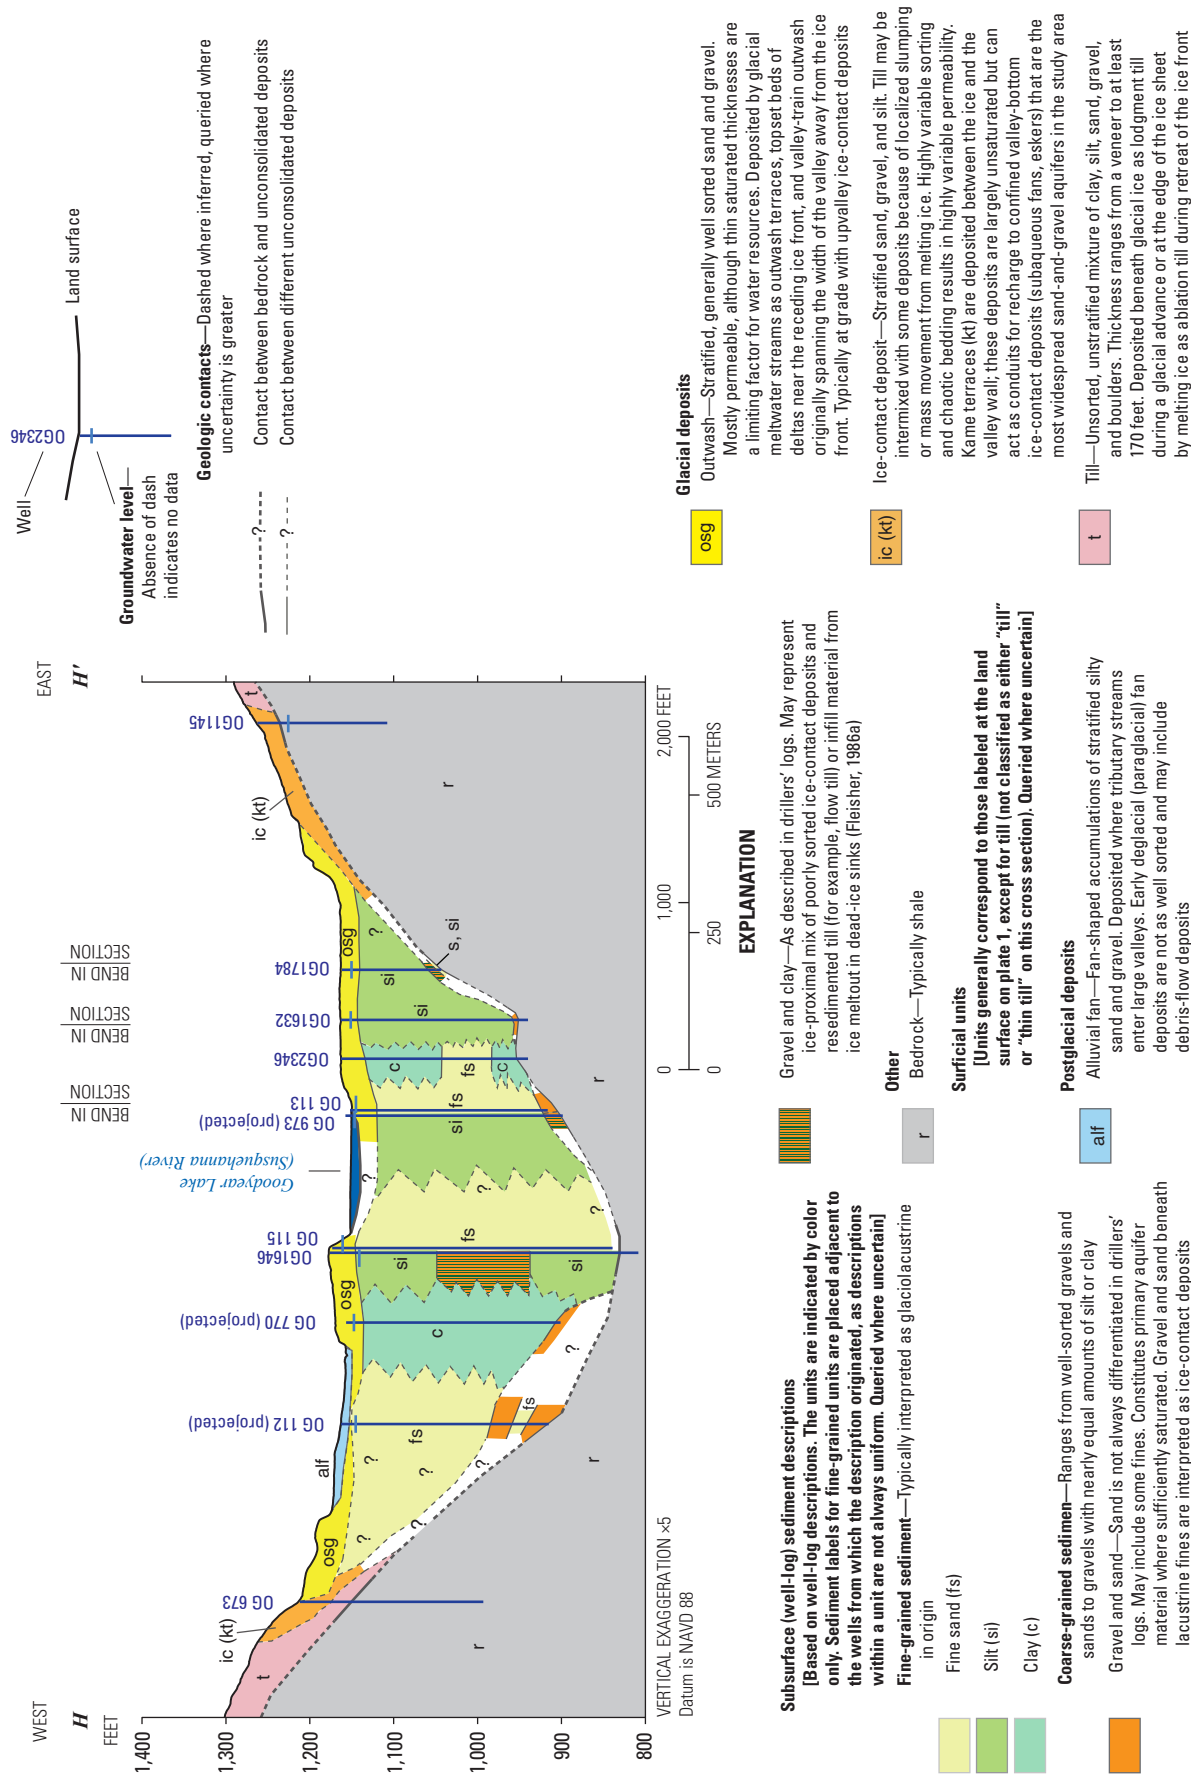 WEST
H
FEET
1,400
1,300
1,200
1,100
1,000
900
800
EAST
H′
BEND IN
SECTION
BEND IN
SECTION
BEND IN
SECTION
OG 673
OG 112 (projected)
OG 770 (projected)
OG1646
OG 115
Goodyear Lake
(Susquehanna River)
OG 973 (projected)
OG 113
OG2346
OG1632
OG1784
OG1145
ic (kt)
t
osg
alf
osg
osg
ic (kt)
t
?
?
?
?
?
fs
fs
c
?
si
si
fs
?
?
?
si
fs
c
fs
c
si
si
?
s, si
r
r
r
r
VERTICAL EXAGGERATION ×5
Datum is NAVD 88
0
1,000
2,000 FEET
0
250
500 METERS
Well
OG2346
Land surface
Groundwater level—
Absence of dash
indicates no data
Geologic contacts—Dashed where inferred, queried where
uncertainty is greater
?
Contact between bedrock and unconsolidated deposits
?
Contact between different unconsolidated deposits
EXPLANATION
Subsurface (well-log) sediment descriptions
[Based on well-log descriptions. The units are indicated by color
only. Sediment labels for fine-grained units are placed adjacent to
the wells from which the description originated, as descriptions
within a unit are not always uniform. Queried where uncertain]
Fine-grained sediment—Typically interpreted as glaciolacustrine
in origin
Fine sand (fs)
Silt (si)
Clay (c)
Coarse-grained sedimen—Ranges from well-sorted gravels and
sands to gravels with nearly equal amounts of silt or clay
Gravel and sand—Sand is not always differentiated in drillers’
logs. May include some fines. Constitutes primary aquifer
material where sufficiently saturated. Gravel and sand beneath
lacustrine fines are interpreted as ice-contact deposits
Gravel and clay—As described in drillers’ logs. May represent
ice-proximal mix of poorly sorted ice-contact deposits and
resedimented till (for example, flow till) or infill material from
ice meltout in dead-ice sinks (Fleisher, 1986a)
Other
r
Bedrock—Typically shale
Surficial units
[Units generally correspond to those labeled at the land
surface on plate 1, except for till (not classified as either “till”
or “thin till” on this cross section). Queried where uncertain]
Postglacial deposits
alf
Alluvial fan—Fan-shaped accumulations of stratified silty
sand and gravel. Deposited where tributary streams
enter large valleys. Early deglacial (paraglacial) fan
deposits are not as well sorted and may include
debris-flow deposits
Glacial deposits
osg
Outwash—Stratified, generally well sorted sand and gravel.
Mostly permeable, although thin saturated thicknesses are
a limiting factor for water resources. Deposited by glacial
meltwater streams as outwash terraces, topset beds of
deltas near the receding ice front, and valley-train outwash
originally spanning the width of the valley away from the ice
front. Typically at grade with upvalley ice-contact deposits
ic (kt)
Ice-contact deposit—Stratified sand, gravel, and silt. Till may be
intermixed with some deposits because of localized slumping
or mass movement from melting ice. Highly variable sorting
and chaotic bedding results in highly variable permeability.
Kame terraces (kt) are deposited between the ice and the
valley wall; these deposits are largely unsaturated but can
act as conduits for recharge to confined valley-bottom
ice-contact deposits (subaqueous fans, eskers) that are the
most widespread sand-and-gravel aquifers in the study area
t
Till—Unsorted, unstratified mixture of clay, silt, sand, gravel,
and boulders. Thickness ranges from a veneer to at least
170 feet. Deposited beneath glacial ice as lodgment till
during a glacial advance or at the edge of the ice sheet
by melting ice as ablation till during retreat of the ice front